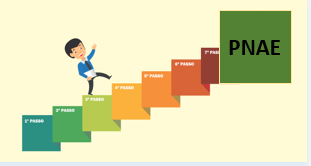 1º PASSO
2º PASSO
3º PASSO
4º PASSO
5º PASSO
6º PASSO
7º PASSO
PNAE